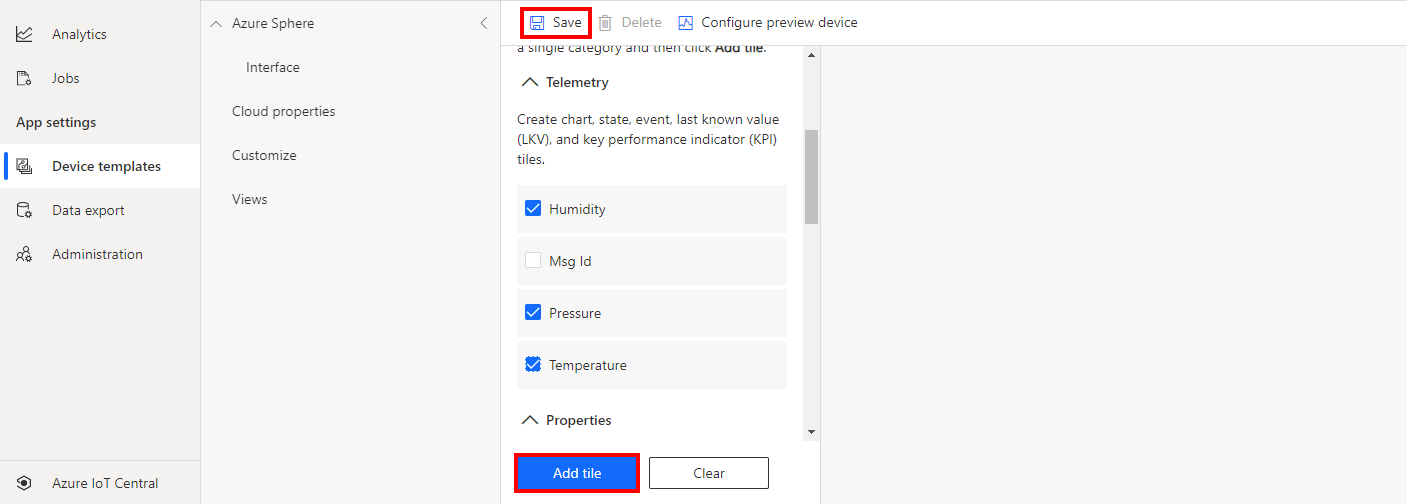 Analytics
Jobs
App settings
Device templates
Data export
Administration
Azure IoT Central
Azure Sphere
Interface
Cloud properties
Customize
Views
Save
Delete
Configure preview device
a single category and then click Add tile.
Telemetry
Create chart, state, event, last known value
(LKV), and key performance indicator (KPI)
tiles.
Humidity
Msg Id
Pressure
Temperature
Properties
Add tile
Clear